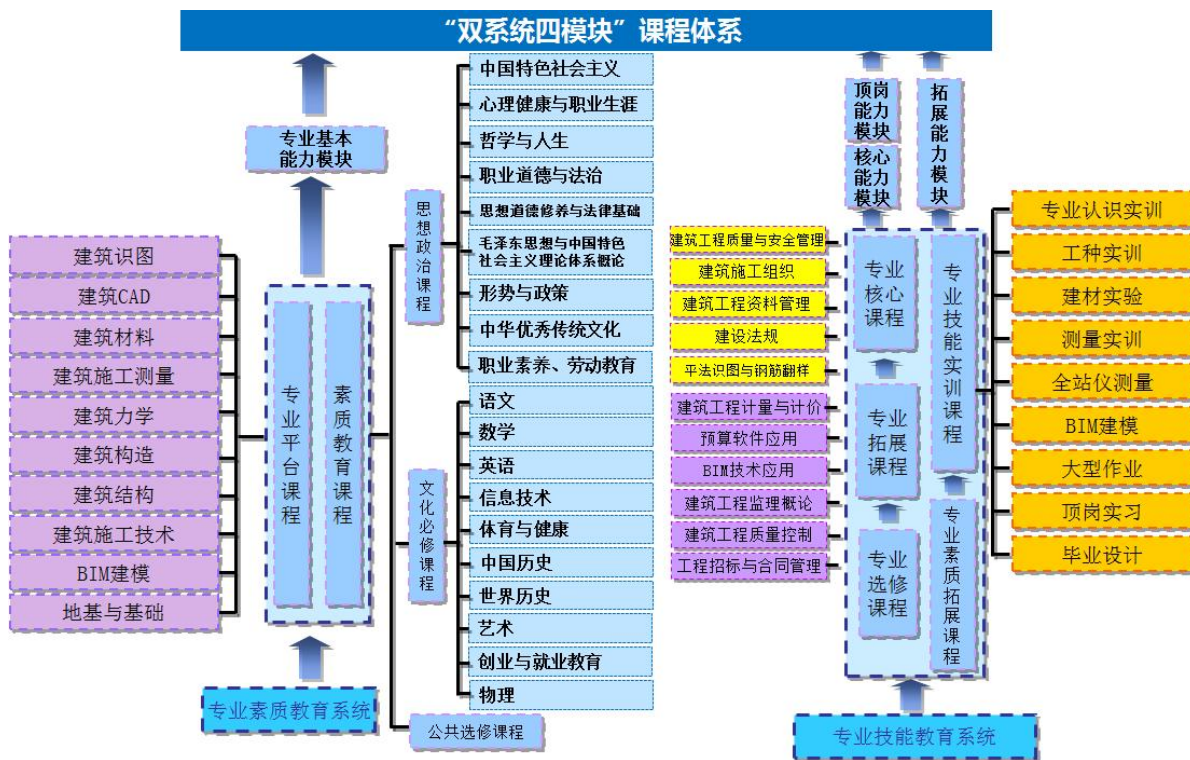 “双系统四模块”课程体系
专业基本
能力模块
建筑识图
建筑CAD
建筑材料
建筑施工测量
建筑力学
建筑构造
建筑结构
建筑施工技术
BIM建模
地基与基础
专业平台课程
素质教育课程
专业素质教育系统
思想政治课程
中国特色社会主义
心理健康与职业生涯
哲学与人生
职业道德与法治
思想道德修养与法律基础
毛泽东思想与中国特色
社会主义理论体系概论
形势与政策
中华优秀传统文化
职业素养、劳动教育
文化必修课程
语文
数学
英语
信息技术
体育与健康
中国历史
世界历史
艺术
创业与就业教育
物理
公共选修课程
顶岗
能力
模块
核心
能力
模块
拓展能力模块
建筑工程质量与安全管理
建筑施工组织
建筑工程资料管理
建设法规
平法识图与钢筋翻样
建筑工程计量与计价
预算软件应用
BIM技术应用
建筑工程监理概论
建筑工程质量控制
工程招标与合同管理
专业
核心
课程
专业
拓展
课程
专业
选修
课程
专业技能实训课程
专业素质拓展课程
专业认识实训
工种实训
建材实验
测量实训
全站仪测量
BIM建模
大型作业
顶岗实习
毕业设计
专业技能教育系统